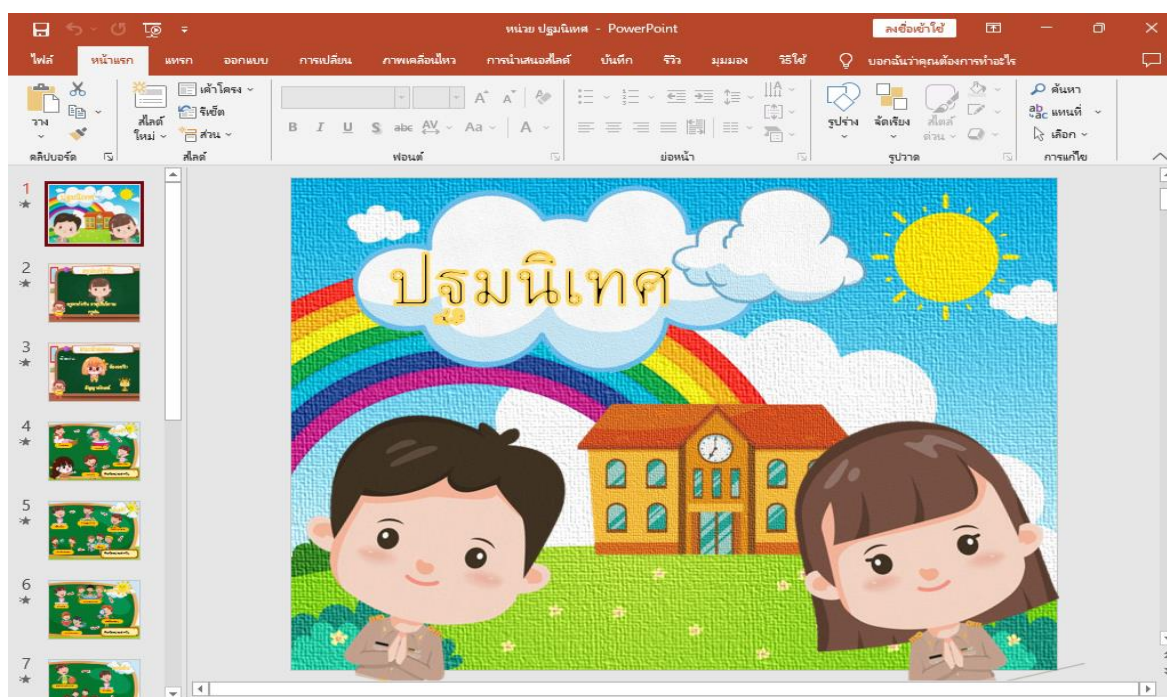 หน่วย ปฐมนิเทศ - PowerPoint
ลงชื่อเข้าใช้
ไฟล์ หน้าแรก แทรก ออกแบบ การเปลี่ยน ภาพเคลื่อนไหว การนำเสนอสไลด์ บันทึก รีวิว มุมมอง วิธีใช้ บอกฉันว่าคุณต้องการทำอะไร
วาง
สไลด์
ใหม่
เค้าโครง
รีเซ็ต
ส่วน
B I U S abc AV Aa A
A A
รูปร่าง
จัดเรียง
สไตล์
ด่วน
ค้นหา
แทนที่
เลือก
คลิปบอร์ด สไลด์ ฟอนต์ ย่อหน้า รูปวาด การแก้ไข
1
2
3
4
5
6
7
ปฐมนิเทศ